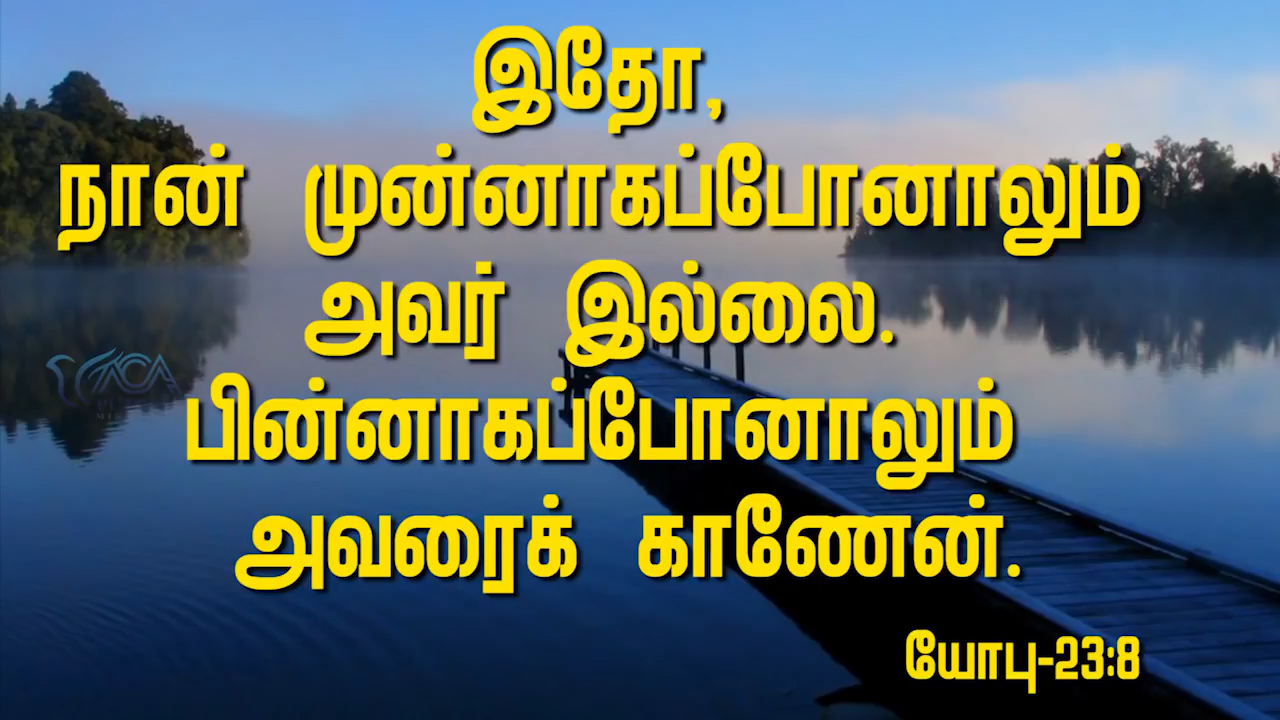 இதோ,
நான் முன்னாகப்போனாலும்
அவர் இல்லை.
பின்னாகப்போனாலும்
அவரைக் காணேன்.
யோபு-23:8